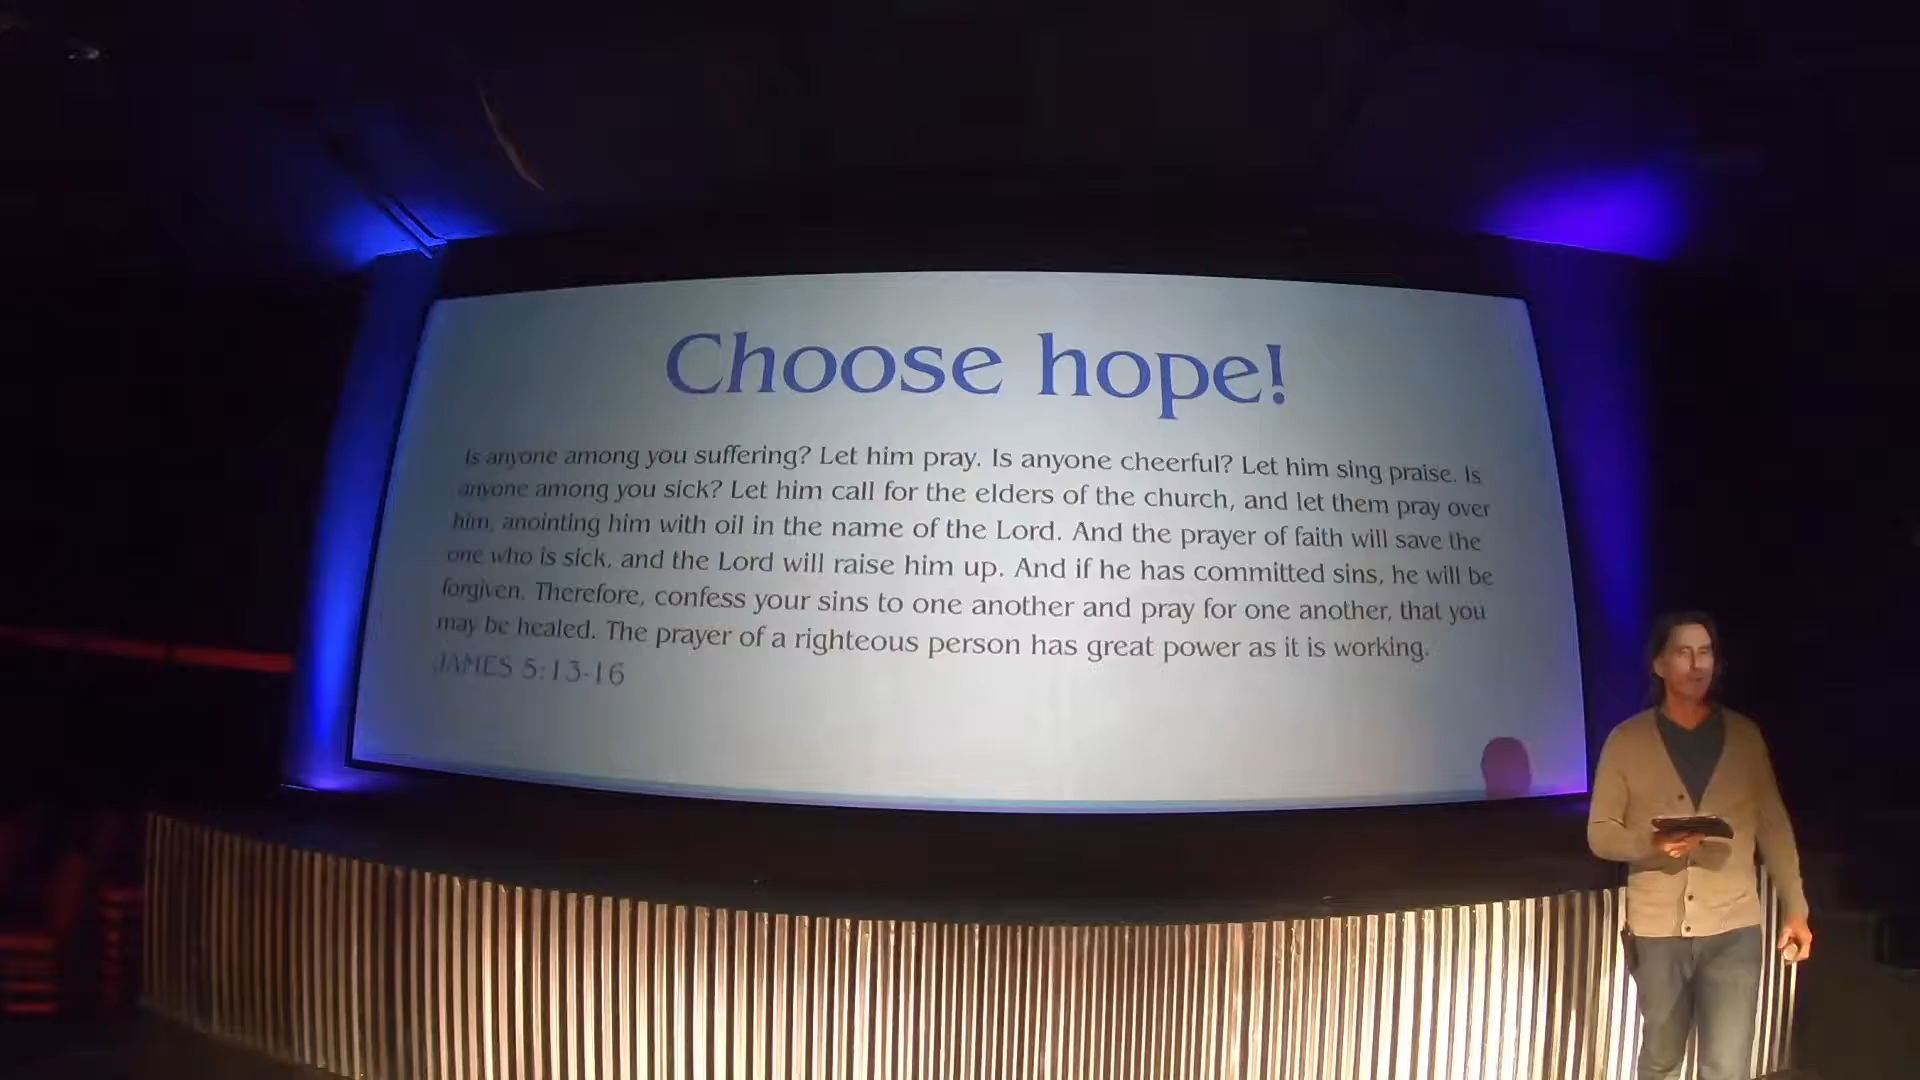 Choose hope!
Is anyone among you suffering? Let him pray. Is anyone cheerful? Let him sing praise. Is
anyone among you sick? Let him call for the elders of the church, and let them pray over
him, anointing him with oil in the name of the Lord. And the prayer of faith will save the
one who is sick, and the Lord will raise him up. And if he has committed sins, he will be
forgiven. Therefore, confess your sins to one another and pray for one another, that you
may be healed. The prayer of a righteous person has great power as it is working.
JAMES 5:13-16